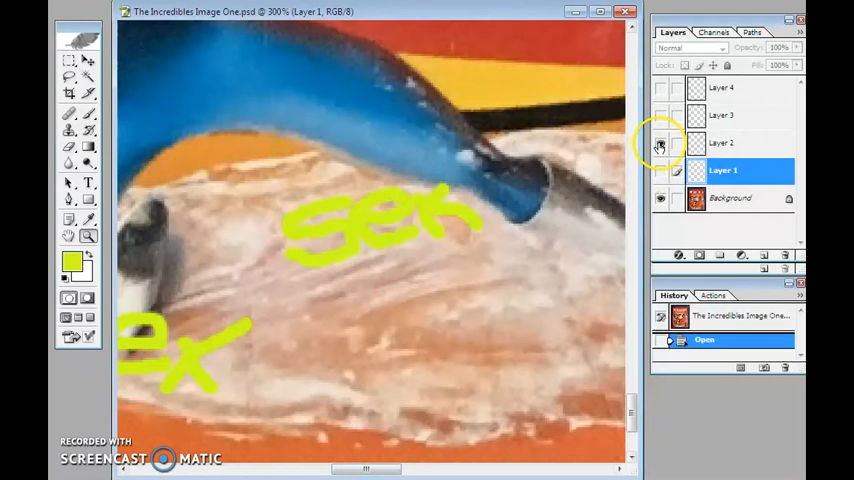 The Incredibles Image One.psd @ 300% (Layer 1, RGB/8)
Layers Channels Paths
Normal Opacity: 100%
Lock: Fill: 100%
Layer 4
Layer 3
Layer 2
Layer 1
Background
History Actions
The Incredibles Image One...
Open
sex
ex
RECORDED WITH
SCREENCAST MATIC